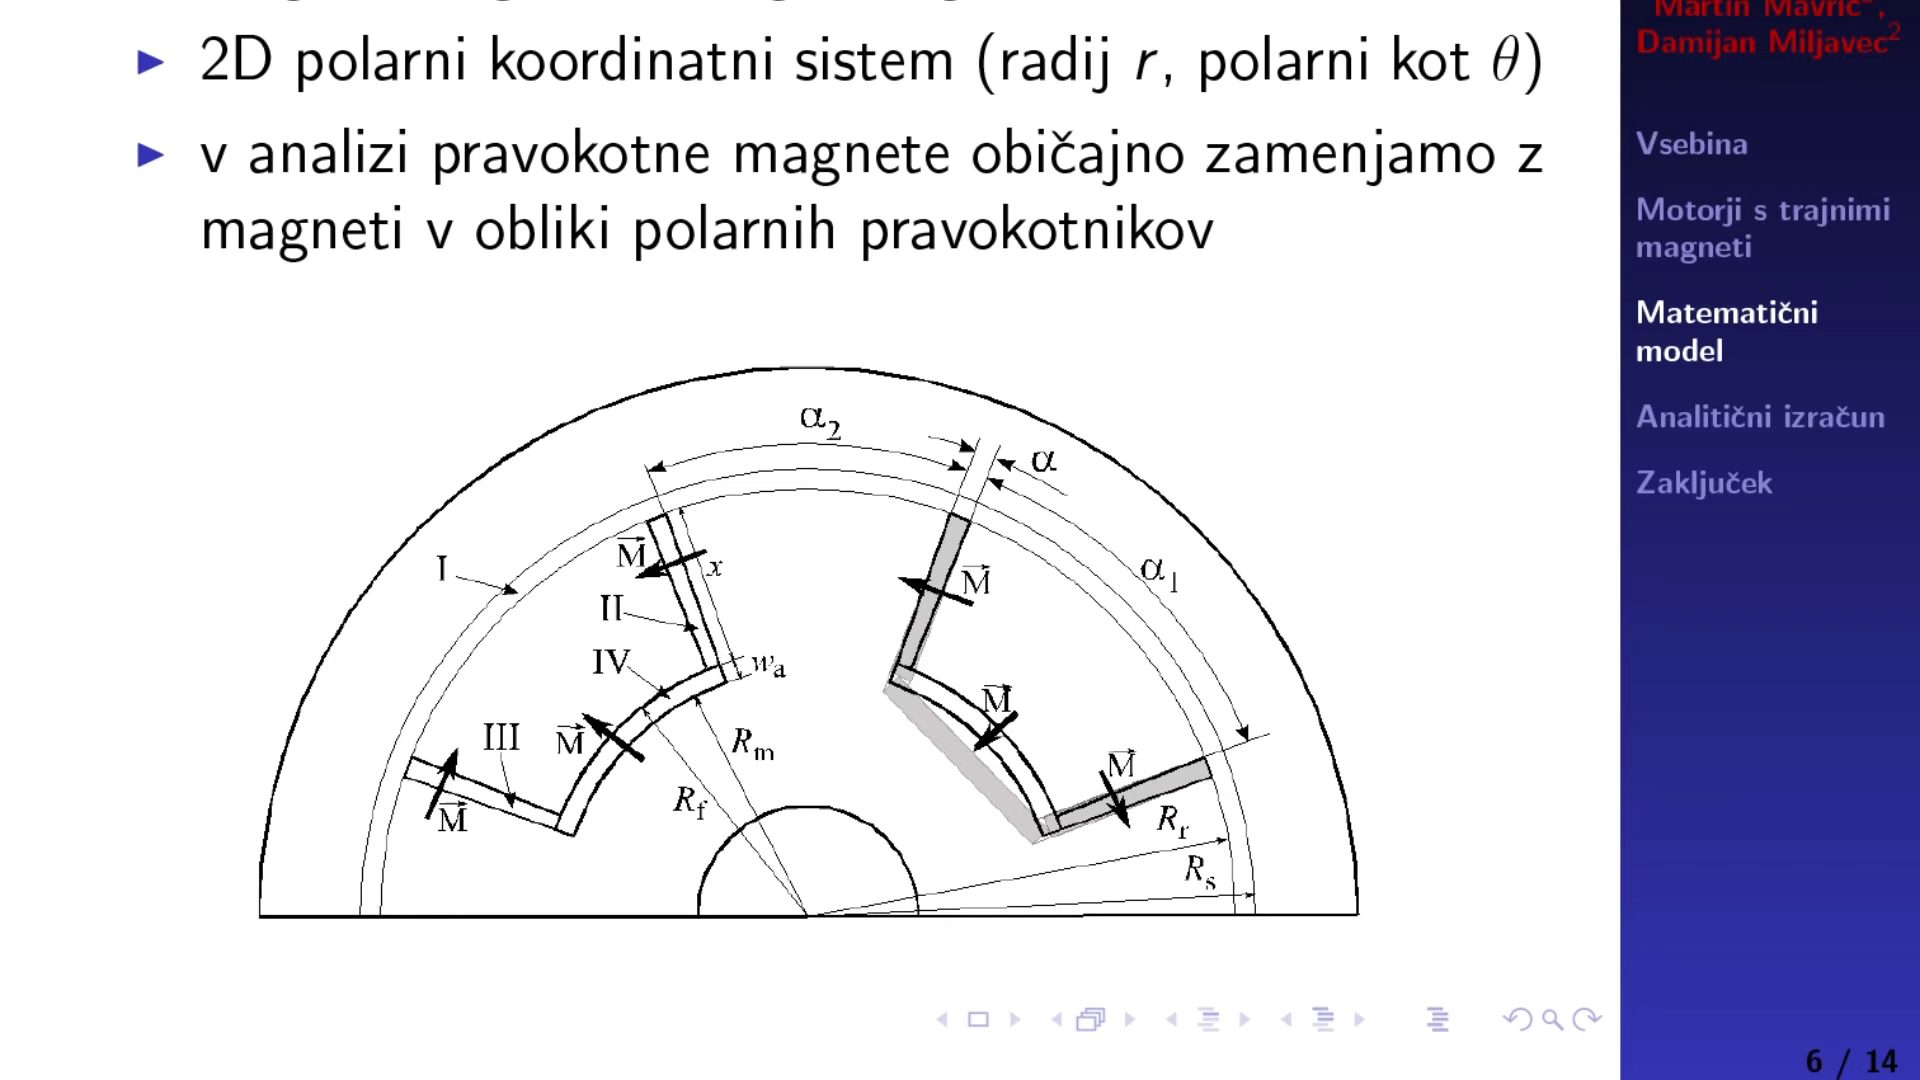 2D polarni koordinatni sistem (radij r, polarni kot θ)
v analizi pravokotne magnete običajno zamenjamo z
magneti v obliki polarnih pravokotnikov
α2
α
α1
I
M
x
M
II
IV
wa
M
III
M
Rm
M
Rf
M
Rr
Rs
Martin Mavrič2,
Damijan Miljavec2
Vsebina
Motorji s trajnimi
magneti
Matematični
model
Analitični izračun
Zaključek
6 / 14